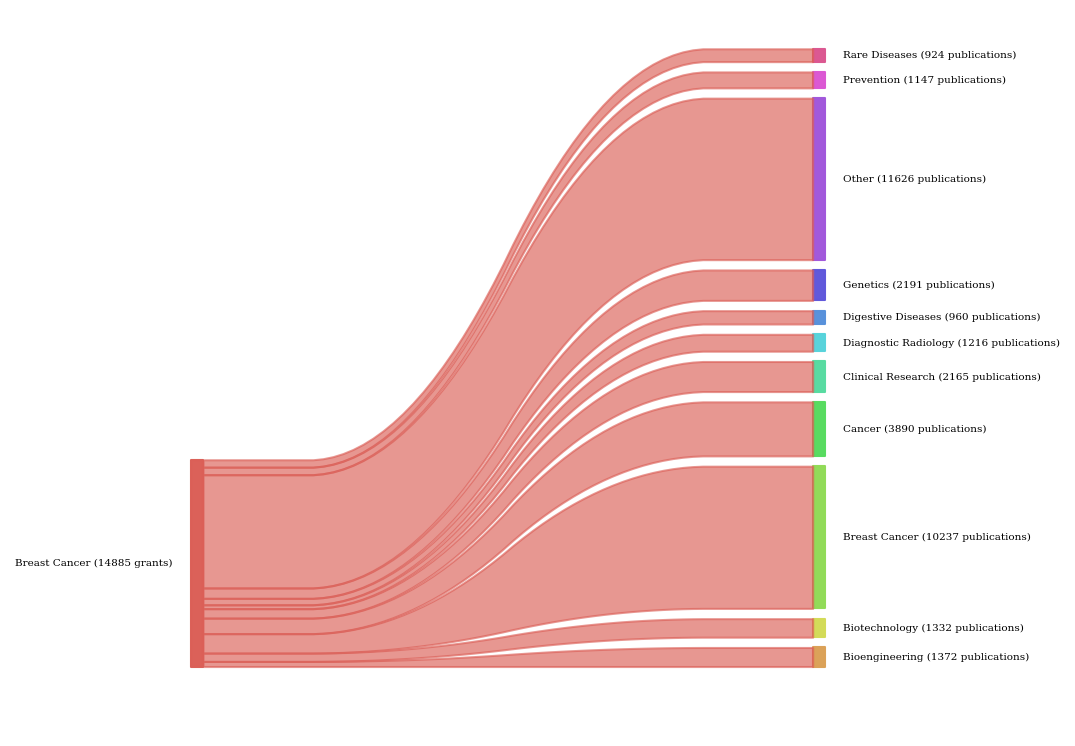 Rare Diseases (924 publications)
Prevention (1147 publications)
Other (11626 publications)
Genetics (2191 publications)
Digestive Diseases (960 publications)
Diagnostic Radiology (1216 publications)
Clinical Research (2165 publications)
Cancer (3890 publications)
Breast Cancer (10237 publications)
Breast Cancer (14885 grants)
Biotechnology (1332 publications)
Bioengineering (1372 publications)